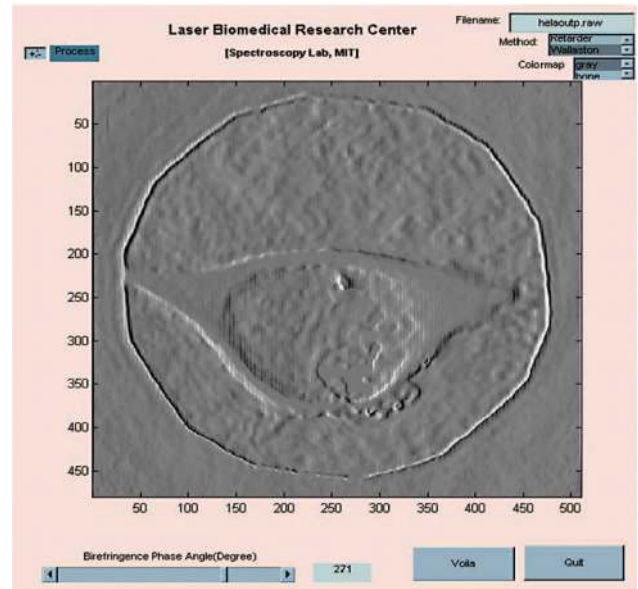 Laser Biomedical Research Center
[Spectroscopy Lab, MIT]
Filename: helaoutp.raw
Method: Retarder
Wallaston
Colormap gray
bone
+/- Process
50
100
150
200
250
300
350
400
450
50 100 150 200 250 300 350 400 450 500
Biretringence Phase Angle(Degree)
271
Voila
Quit